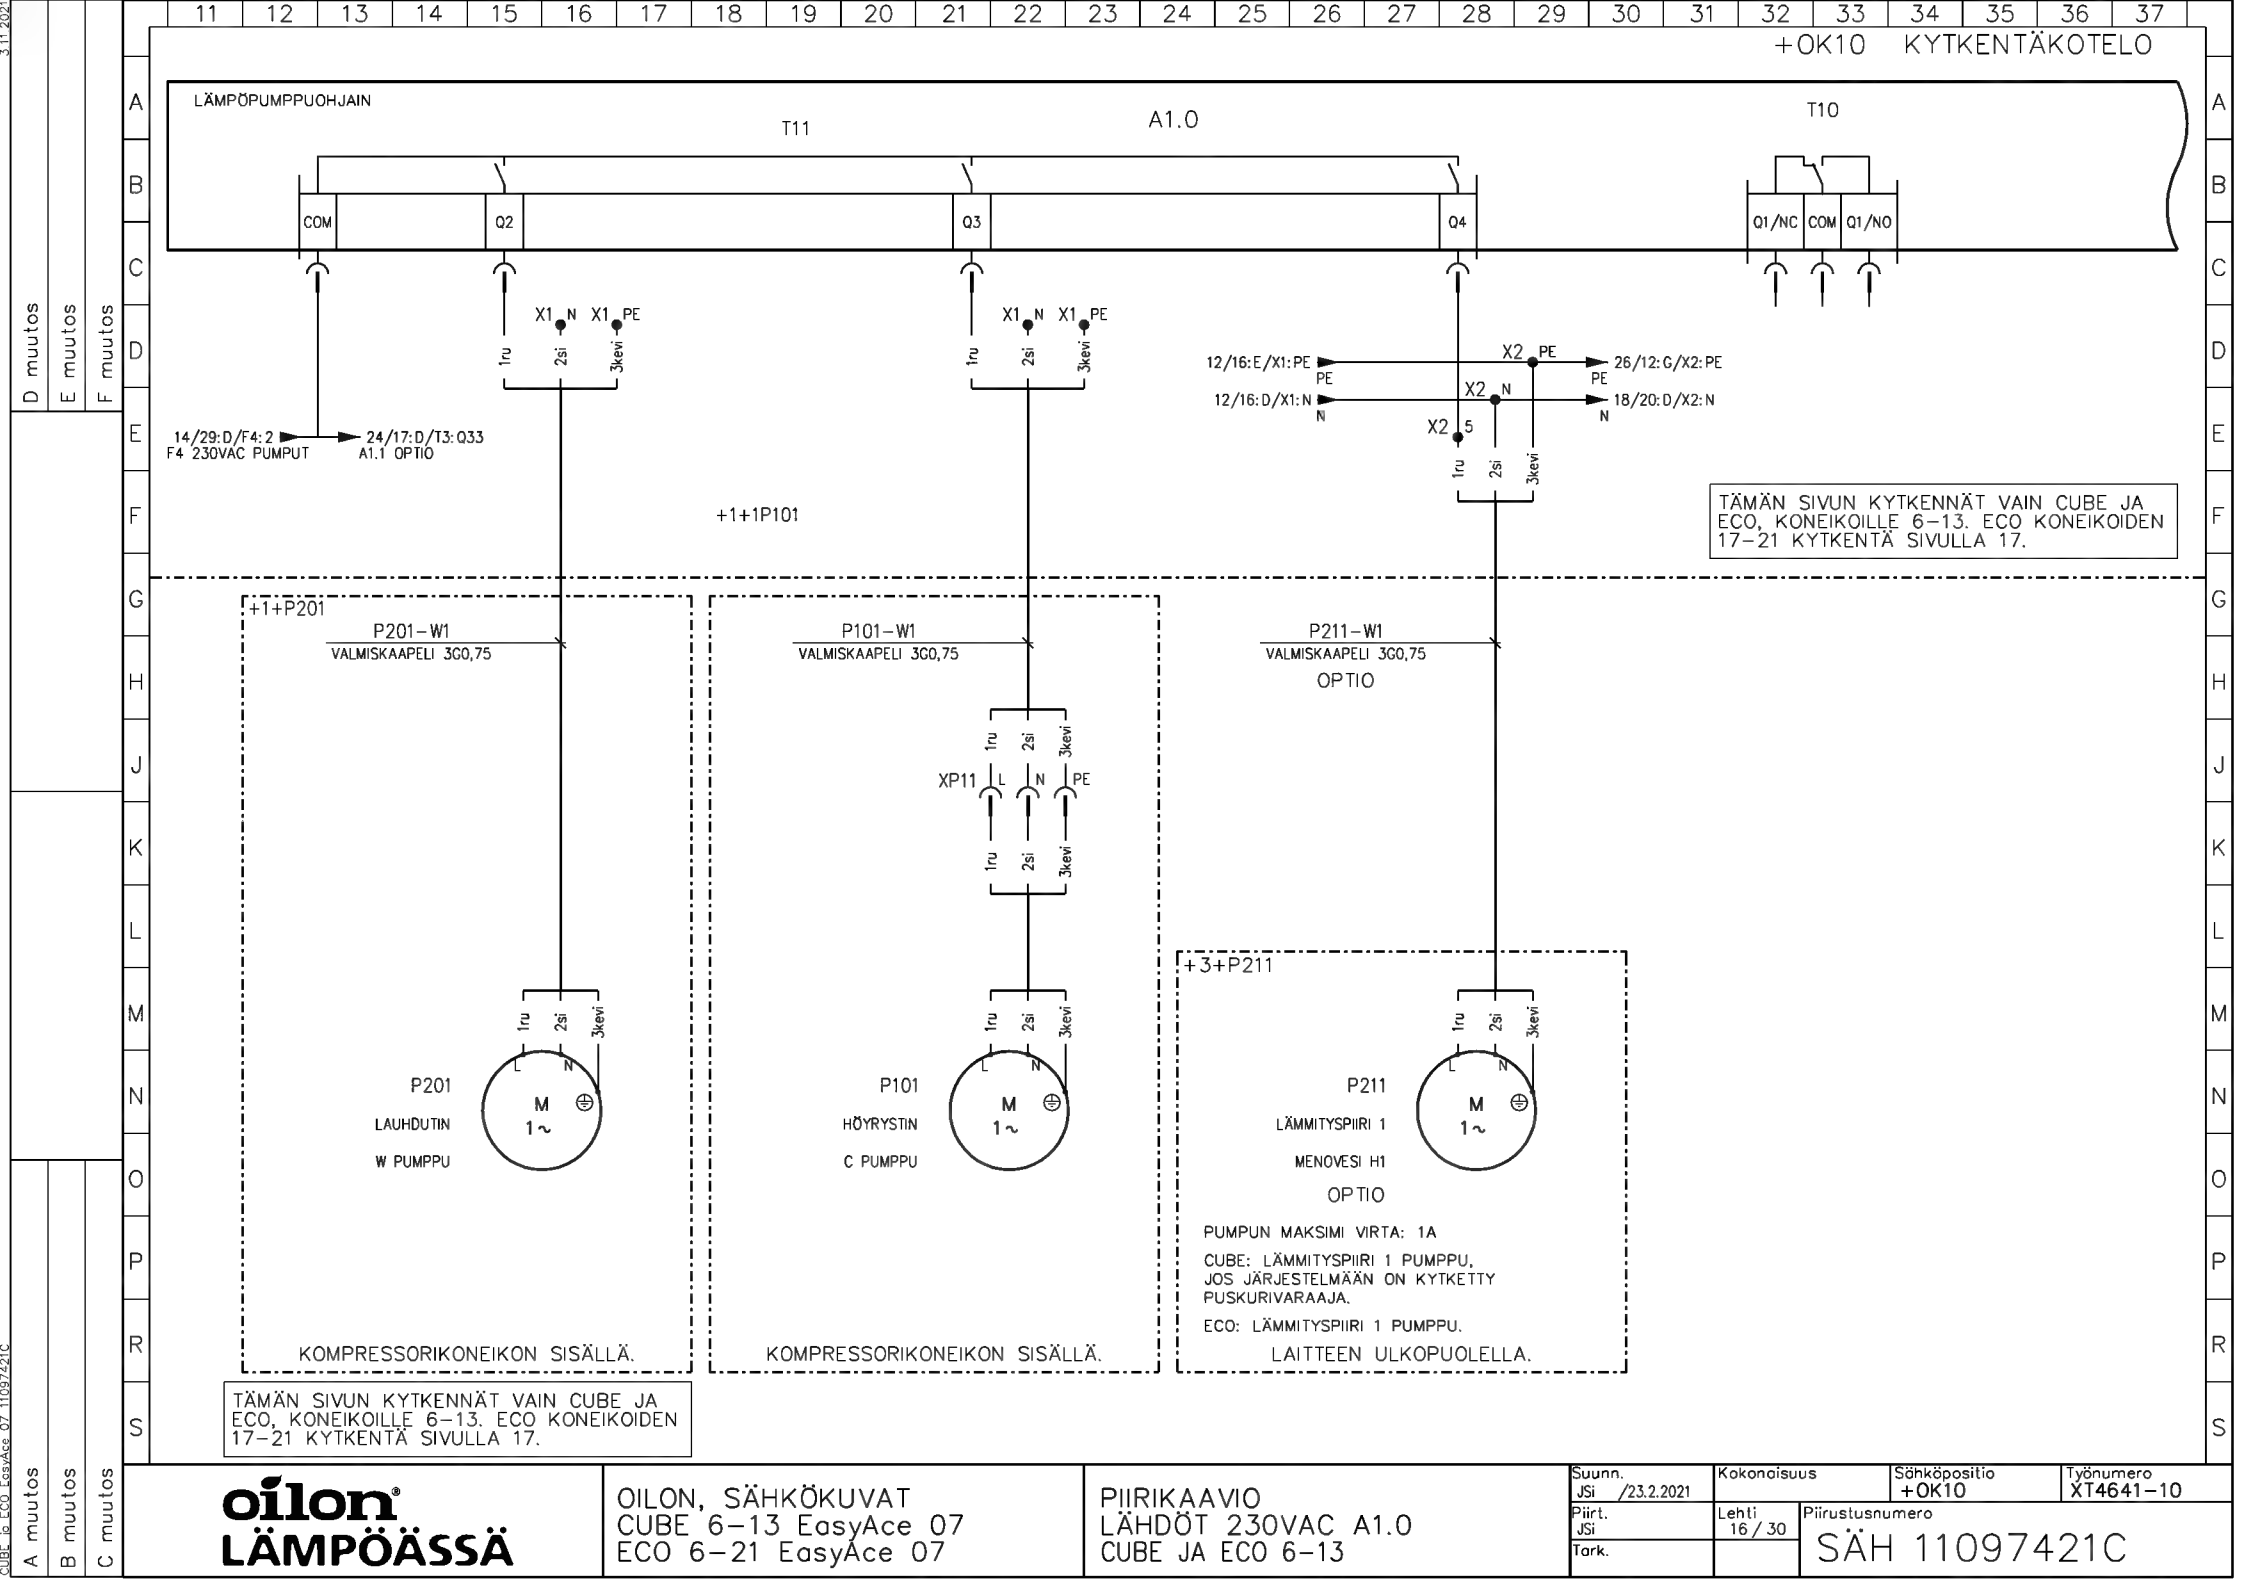 11 12 13 14 15 16 17 18 19 20 21 22 23 24 25 26 27 28 29 30 31 32 33 34 35 36 37
+OK10 KYTKENTÄKOTELO
A LÄMPÖPUMPPUOHJAIN T11 A1.0 T10 A
B B
COM Q2 Q3 Q4 Q1/NC COM Q1/NO
C C
X1 N X1 PE X1 N X1 PE
D 1ru 2si 3kevi 1ru 2si 3kevi D
12/16:E/X1:PE PE X2 PE PE 26/12:G/X2:PE
12/16:D/X1:N N X2 N N 18/20:D/X2:N
E X2 5 E
14/29:D/F4:2 24/17:D/T3:Q33
F4 230VAC PUMPUT A1.1 OPTIO
1ru 2si 3kevi
F +1+1P101 F
TÄMÄN SIVUN KYTKENNÄT VAIN CUBE JA
ECO, KONEIKOILLE 6-13. ECO KONEIKOIDEN
17-21 KYTKENTÄ SIVULLA 17.
G +1+P201 G
P201-W1 P101-W1 P211-W1
VALMISKAAPELI 3G0,75 VALMISKAAPELI 3G0,75 VALMISKAAPELI 3G0,75
H OPTIO H
1ru 2si 3kevi
J XP11 L N PE J
K 1ru 2si 3kevi K
L L
+3+P211
M 1ru 2si 3kevi 1ru 2si 3kevi 1ru 2si 3kevi M
L N L N L N
N P201 M P101 M P211 M N
LAUHDUTIN 1~ HÖYRYSTIN 1~ LÄMMITYSPIIRI 1 1~
W PUMPPU C PUMPPU MENOVESI H1
O OPTIO O
PUMPUN MAKSIMI VIRTA: 1A
P CUBE: LÄMMITYSPIIRI 1 PUMPPU, P
JOS JÄRJESTELMÄÄN ON KYTKETTY
PUSKURIVARAAJA.
ECO: LÄMMITYSPIIRI 1 PUMPPU.
R KOMPRESSORIKONEIKON SISÄLLÄ. KOMPRESSORIKONEIKON SISÄLLÄ. LAITTEEN ULKOPUOLELLA. R
TÄMÄN SIVUN KYTKENNÄT VAIN CUBE JA
ECO, KONEIKOILLE 6-13. ECO KONEIKOIDEN
17-21 KYTKENTÄ SIVULLA 17.
S S
oilon®
LÄMPÖÄSSÄ
OILON, SÄHKÖKUVAT
CUBE 6-13 EasyAce 07
ECO 6-21 EasyAce 07
PIIRIKAAVIO
LÄHDÖT 230VAC A1.0
CUBE JA ECO 6-13
Suunn.
JSi /23.2.2021
Piirt.
JSi
Tark.
Kokonaisuus
Lehti
16/30
Sähköpositio
+OK10
Työnumero
XT4641-10
Piirustusnumero
SÄH 11097421C
D muutos
E muutos
F muutos
A muutos
B muutos
C muutos
3.11.2021
CUBE ja ECO EasyAce 07 11097421C